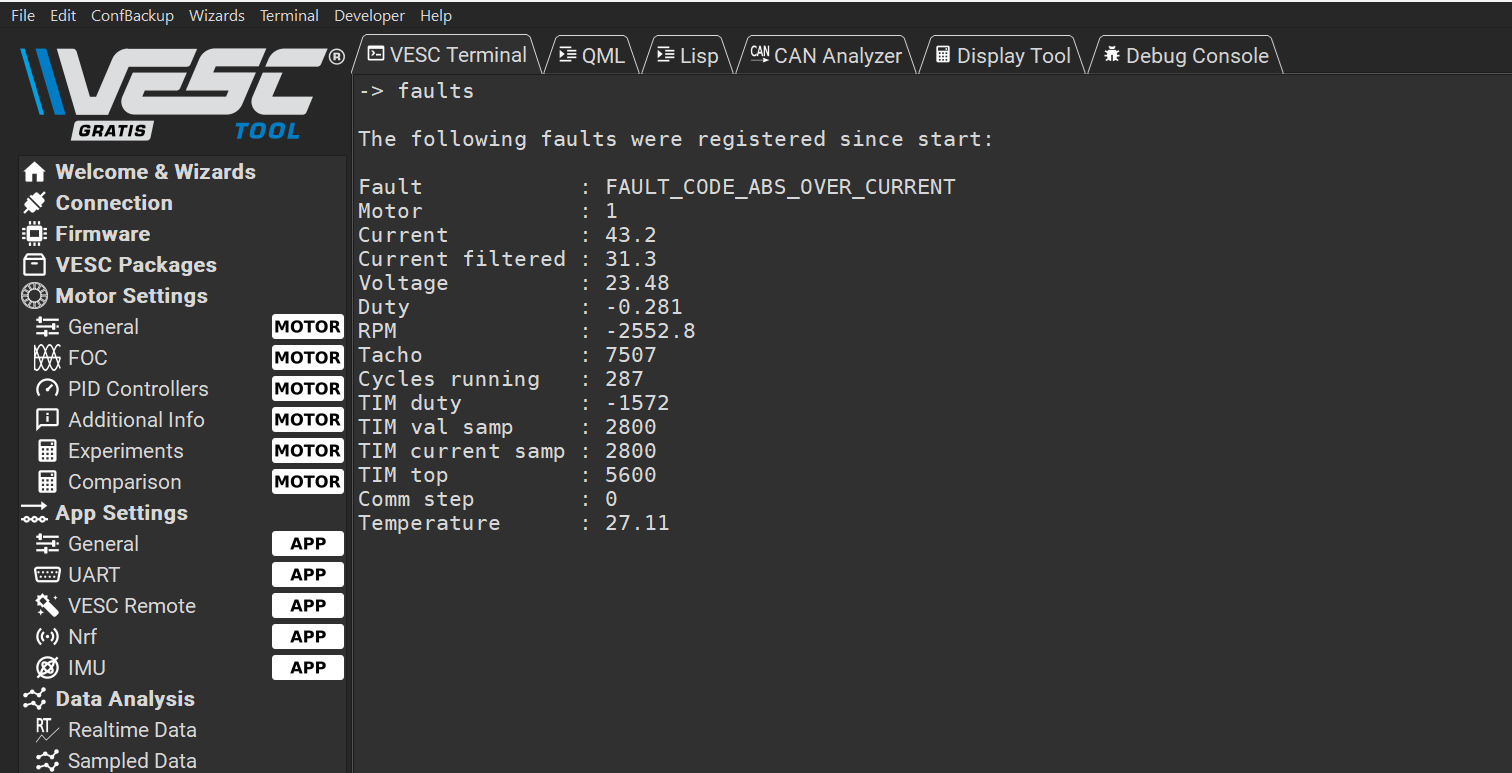 File Edit ConfBackup Wizards Terminal Developer Help
VESC®
GRATIS TOOL
Welcome & Wizards
Connection
Firmware
VESC Packages
Motor Settings
General MOTOR
FOC MOTOR
PID Controllers MOTOR
Additional Info MOTOR
Experiments MOTOR
Comparison MOTOR
App Settings
General APP
UART APP
VESC Remote APP
Nrf APP
IMU APP
Data Analysis
RT Realtime Data
Sampled Data
VESC Terminal QML Lisp CAN CAN Analyzer Display Tool Debug Console
-> faults
The following faults were registered since start:
Fault : FAULT_CODE_ABS_OVER_CURRENT
Motor : 1
Current : 43.2
Current filtered : 31.3
Voltage : 23.48
Duty : -0.281
RPM : -2552.8
Tacho : 7507
Cycles running : 287
TIM duty : -1572
TIM val samp : 2800
TIM current samp : 2800
TIM top : 5600
Comm step : 0
Temperature : 27.11